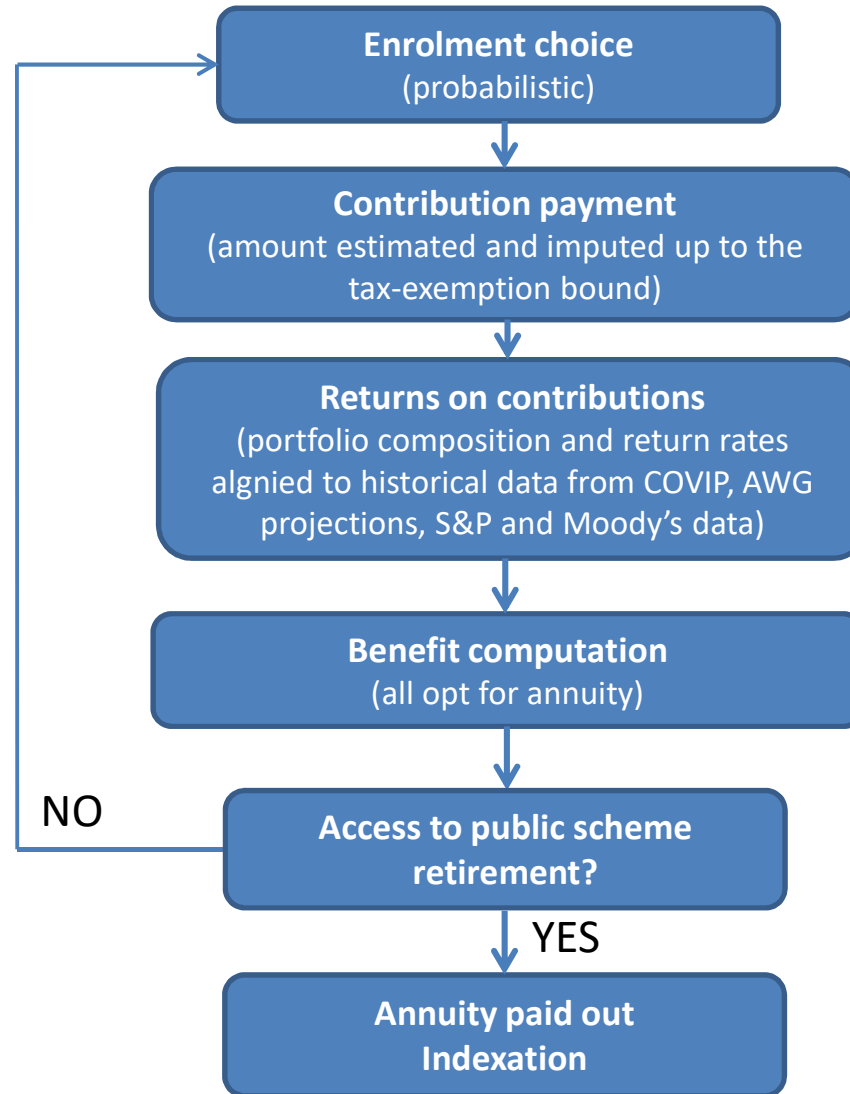 Enrolment choice
(probabilistic)
Contribution payment
(amount estimated and imputed up to the
tax-exemption bound)
Returns on contributions
(portfolio composition and return rates
algnied to historical data from COVIP, AWG
projections, S&P and Moody’s data)
Benefit computation
(all opt for annuity)
NO
Access to public scheme
retirement?
YES
Annuity paid out
Indexation